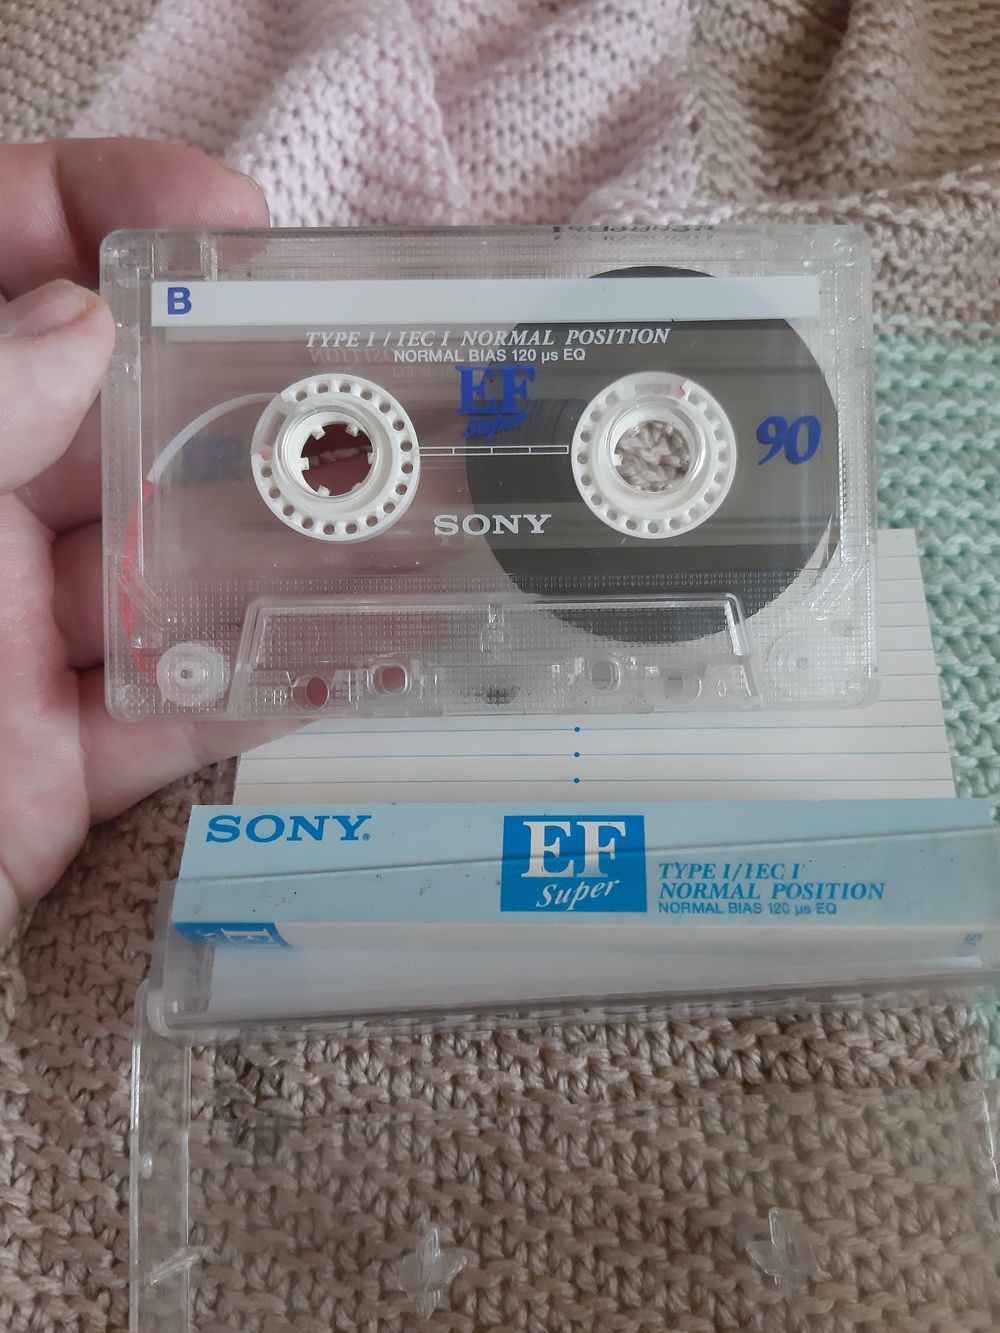 B
TYPE I / IEC I NORMAL POSITION
NORMAL BIAS 120 µs EQ
EF
Super
90
SONY
SONY®
EF
Super
TYPE I/IEC I
NORMAL POSITION
NORMAL BIAS 120 µs EQ